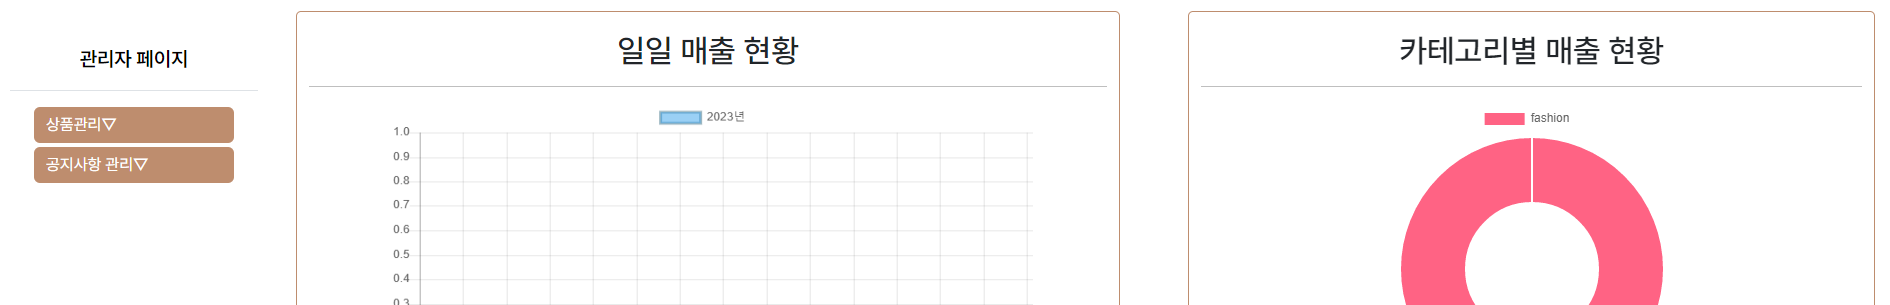 관리자 페이지
상품관리▽
공지사항 관리▽
일일 매출 현황
2023년
1.0
0.9
0.8
0.7
0.6
0.5
0.4
0.3
카테고리별 매출 현황
fashion